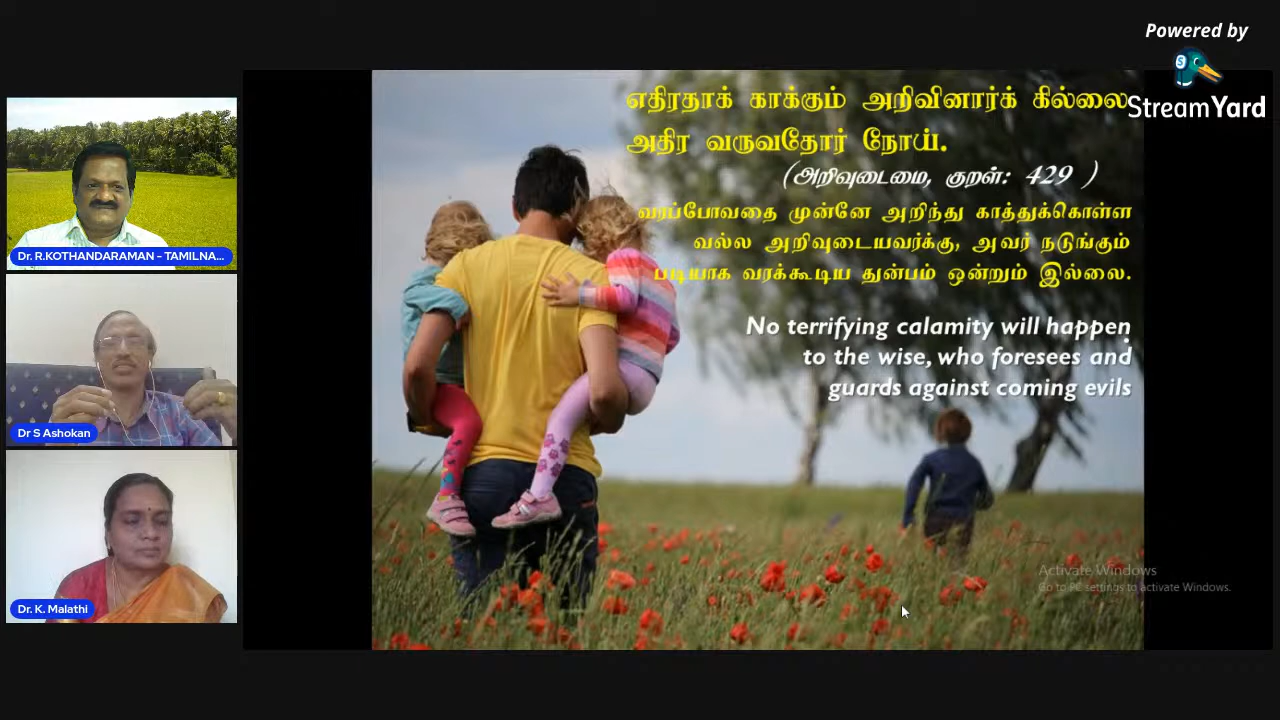 Powered by
StreamYard
எதிரதாக் காக்கும் அறிவினார்க் கில்லை
அதிர வருவதோர் நோய்.
(அறிவுடைமை, குறள்: 429 )
வரப்போவதை முன்னே அறிந்து காத்துக்கொள்ள
வல்ல அறிவுடையவர்க்கு, அவர் நடுங்கும்
படியாக வரக்கூடிய துன்பம் ஒன்றும் இல்லை.
No terrifying calamity will happen
to the wise, who foresees and
guards against coming evils
Dr. R.KOTHANDARAMAN - TAMILNA...
Dr S Ashokan
Dr. K. Malathi
Activate Windows
Go to PC settings to activate Windows.